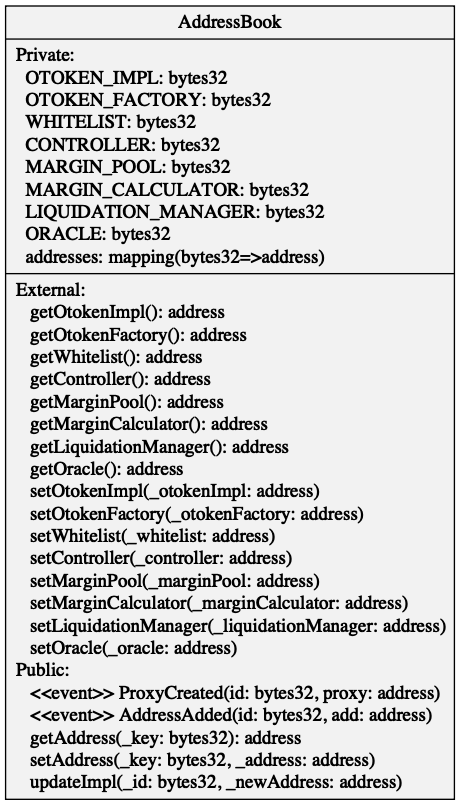 AddressBook
Private:
OTOKEN_IMPL: bytes32
OTOKEN_FACTORY: bytes32
WHITELIST: bytes32
CONTROLLER: bytes32
MARGIN_POOL: bytes32
MARGIN_CALCULATOR: bytes32
LIQUIDATION_MANAGER: bytes32
ORACLE: bytes32
addresses: mapping(bytes32=>address)
External:
getOtokenImpl(): address
getOtokenFactory(): address
getWhitelist(): address
getController(): address
getMarginPool(): address
getMarginCalculator(): address
getLiquidationManager(): address
getOracle(): address
setOtokenImpl(_otokenImpl: address)
setOtokenFactory(_otokenFactory: address)
setWhitelist(_whitelist: address)
setController(_controller: address)
setMarginPool(_marginPool: address)
setMarginCalculator(_marginCalculator: address)
setLiquidationManager(_liquidationManager: address)
setOracle(_oracle: address)
Public:
<<event>> ProxyCreated(id: bytes32, proxy: address)
<<event>> AddressAdded(id: bytes32, add: address)
getAddress(_key: bytes32): address
setAddress(_key: bytes32, _address: address)
updateImpl(_id: bytes32, _newAddress: address)